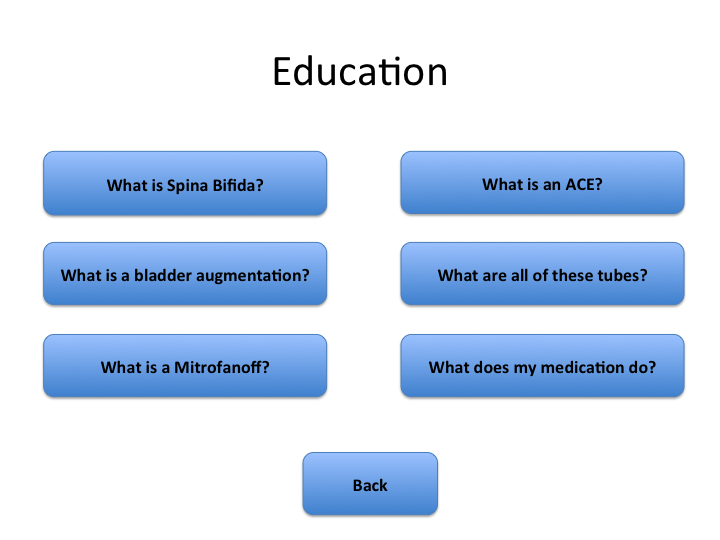 Education
What is Spina Bifida?
What is an ACE?
What is a bladder augmentation?
What are all of these tubes?
What is a Mitrofanoff?
What does my medication do?
Back